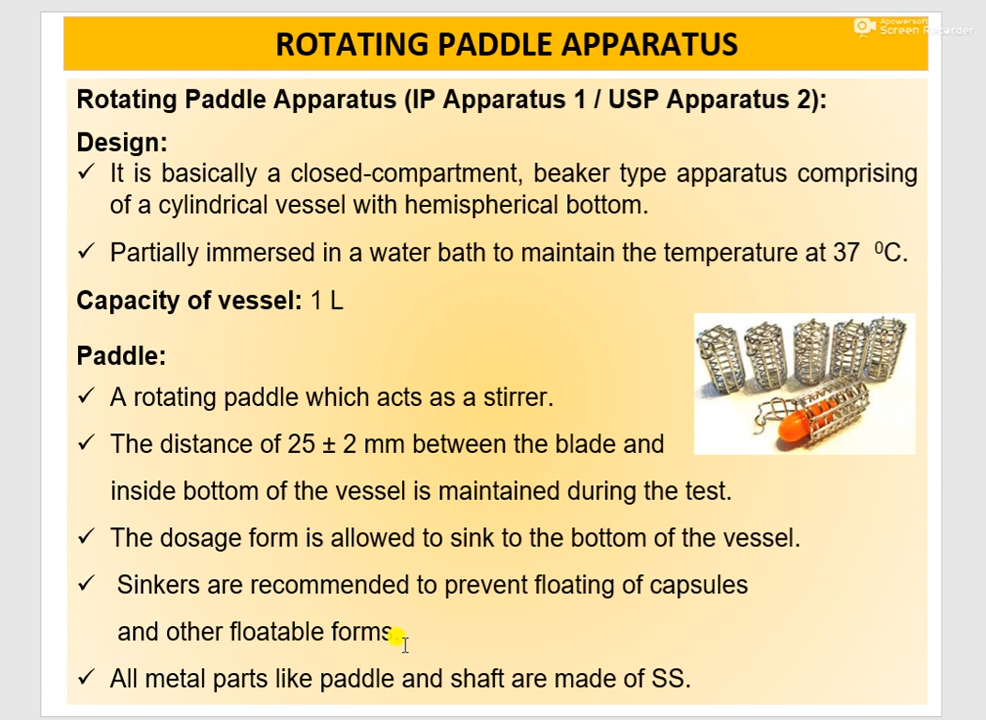 ROTATING PADDLE APPARATUS
Apowersoft
Screen Recorder
Rotating Paddle Apparatus (IP Apparatus 1 / USP Apparatus 2):
Design:
✓ It is basically a closed-compartment, beaker type apparatus comprising
of a cylindrical vessel with hemispherical bottom.
✓ Partially immersed in a water bath to maintain the temperature at 37 ⁰C.
Capacity of vessel: 1 L
Paddle:
✓ A rotating paddle which acts as a stirrer.
✓ The distance of 25 ± 2 mm between the blade and
inside bottom of the vessel is maintained during the test.
✓ The dosage form is allowed to sink to the bottom of the vessel.
✓ Sinkers are recommended to prevent floating of capsules
and other floatable forms.
✓ All metal parts like paddle and shaft are made of SS.